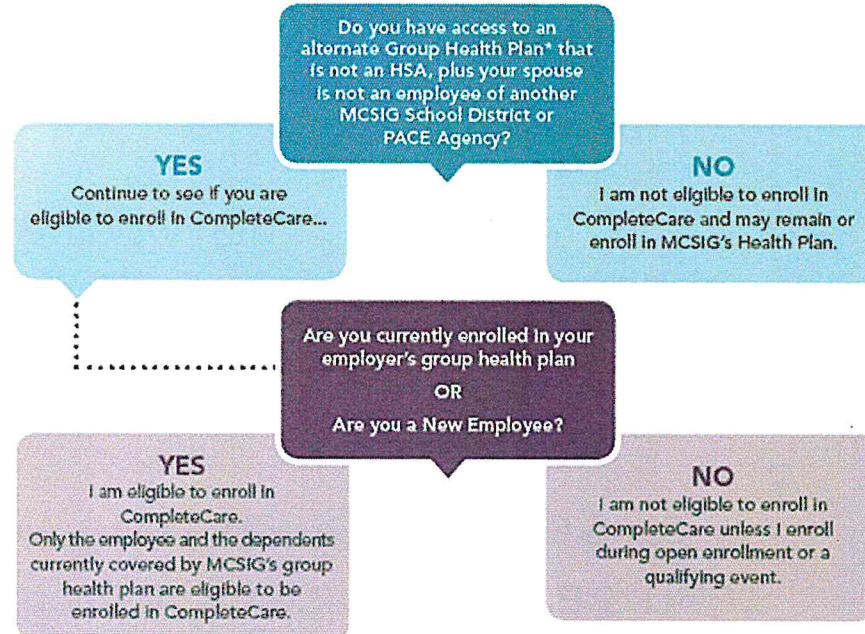 Do you have access to an
alternate Group Health Plan* that
is not an HSA, plus your spouse
is not an employee of another
MCSIG School District or
PACE Agency?
YES
Continue to see if you are
eligible to enroll in CompleteCare...
NO
I am not eligible to enroll in
CompleteCare and may remain or
enroll in MCSIG's Health Plan.
Are you currently enrolled in your
employer's group health plan
OR
Are you a New Employee?
YES
I am eligible to enroll in
CompleteCare.
Only the employee and the dependents
currently covered by MCSIG's group
health plan are eligible to be
enrolled in CompleteCare.
NO
I am not eligible to enroll in
CompleteCare unless I enroll
during open enrollment or a
qualifying event.